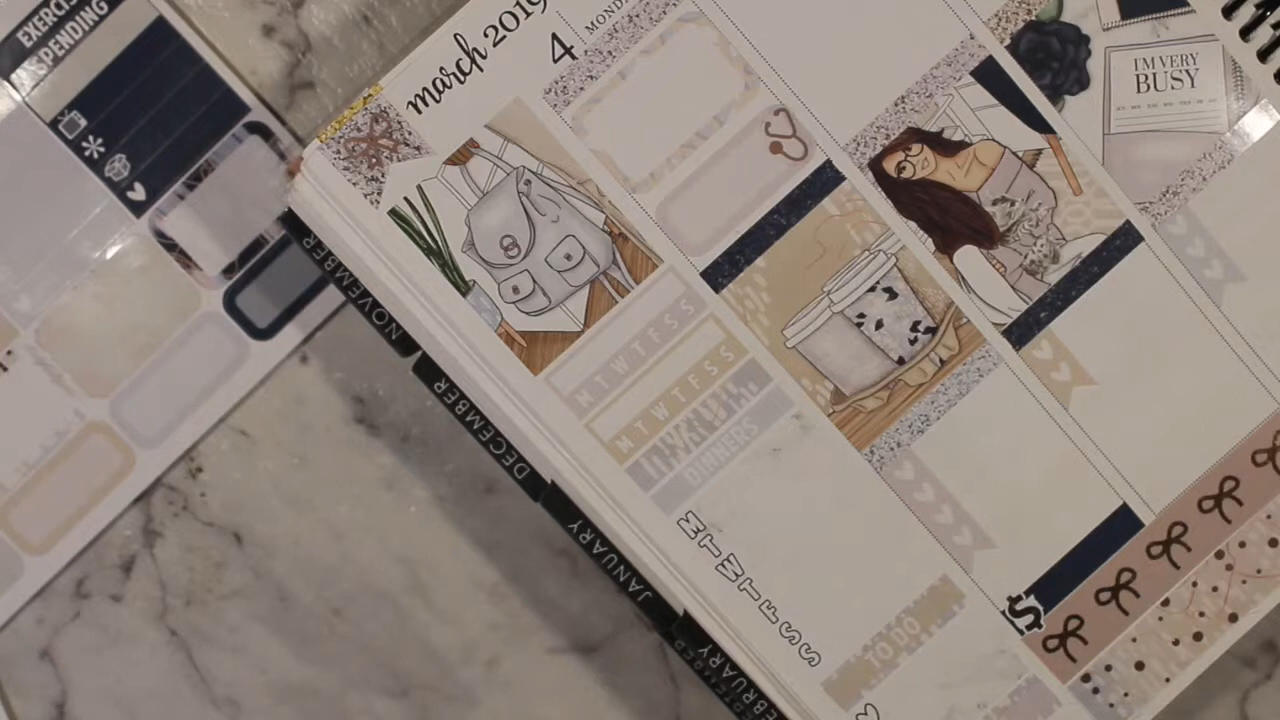 EXERCISE
SPENDING
march 2019
4
MONDAY
I'M VERY
BUSY
M T W T F S S
M T W T F S S
DINNERS
M T W T F S S
TO DO
NOVEMBER
DECEMBER
JANUARY
FEBRUARY